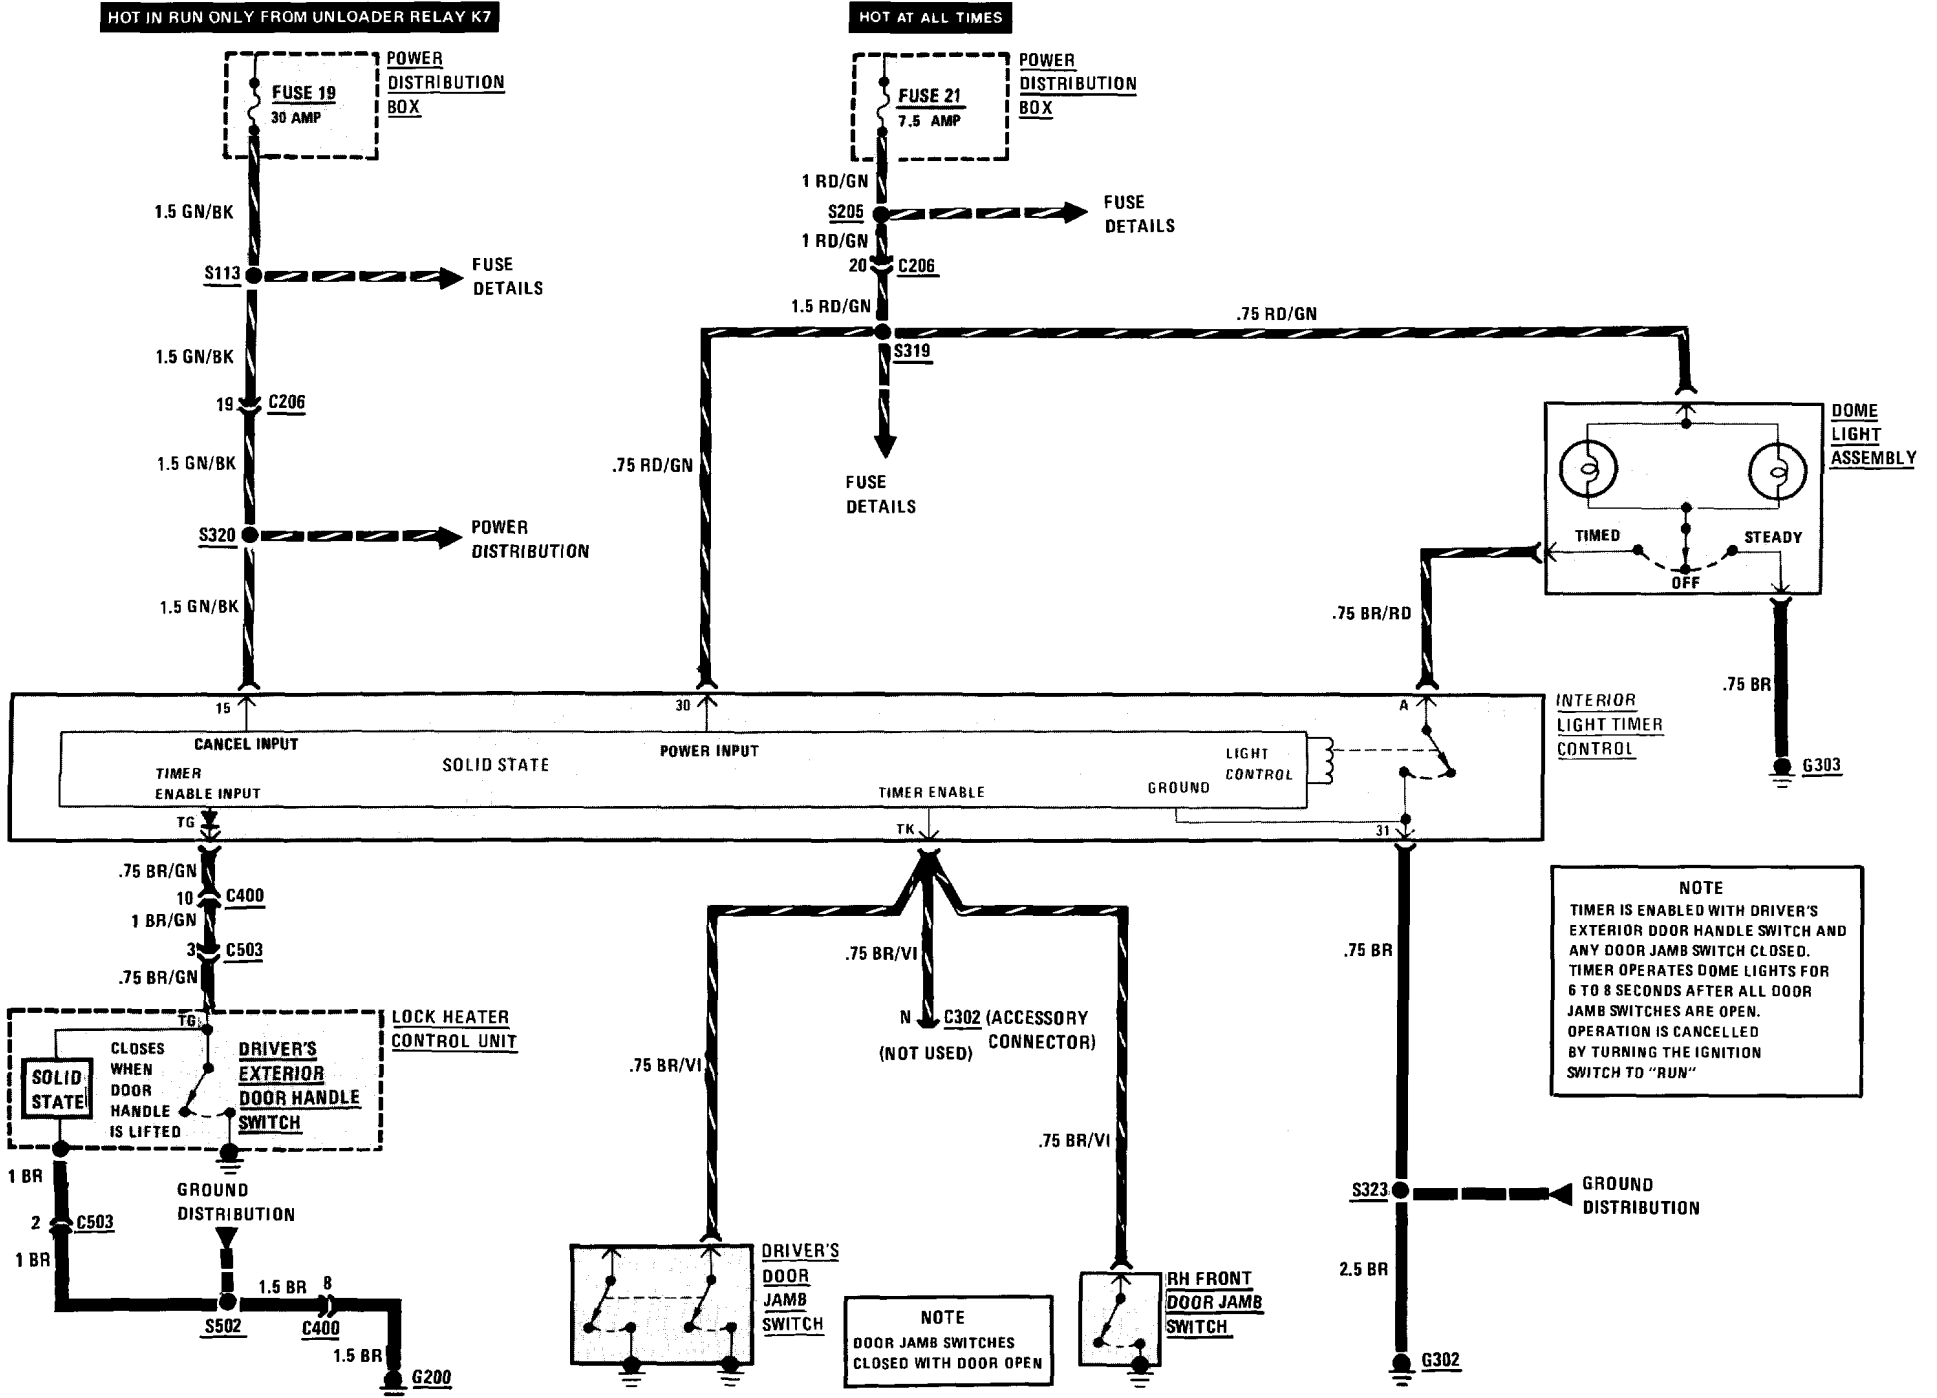 HOT IN RUN ONLY FROM UNLOADER RELAY K7
HOT AT ALL TIMES
POWER
DISTRIBUTION
BOX
FUSE 19
30 AMP
POWER
DISTRIBUTION
BOX
FUSE 21
7.5 AMP
1 RD/GN
S205
FUSE
DETAILS
1.5 GN/BK
1 RD/GN
20
C206
S113
FUSE
DETAILS
1.5 RD/GN
.75 RD/GN
S319
1.5 GN/BK
19
C206
DOME
LIGHT
ASSEMBLY
1.5 GN/BK
.75 RD/GN
FUSE
DETAILS
S320
POWER
DISTRIBUTION
TIMED
STEADY
OFF
1.5 GN/BK
.75 BR/RD
.75 BR
15
30
A
INTERIOR
LIGHT TIMER
CONTROL
CANCEL INPUT
POWER INPUT
SOLID STATE
LIGHT
CONTROL
TIMER
ENABLE INPUT
TIMER ENABLE
GROUND
G303
TG
TK
31
.75 BR/GN
10
C400
1 BR/GN
3
C503
.75 BR/GN
.75 BR/VI
.75 BR
NOTE
TIMER IS ENABLED WITH DRIVER'S
EXTERIOR DOOR HANDLE SWITCH AND
ANY DOOR JAMB SWITCH CLOSED.
TIMER OPERATES DOME LIGHTS FOR
6 TO 8 SECONDS AFTER ALL DOOR
JAMB SWITCHES ARE OPEN.
OPERATION IS CANCELLED
BY TURNING THE IGNITION
SWITCH TO "RUN"
TG
LOCK HEATER
CONTROL UNIT
N
C302 (ACCESSORY
CONNECTOR)
(NOT USED)
CLOSES
WHEN
DOOR
HANDLE
IS LIFTED
DRIVER'S
EXTERIOR
DOOR HANDLE
SWITCH
SOLID
STATE
.75 BR/VI
.75 BR/VI
1 BR
GROUND
DISTRIBUTION
S323
GROUND
DISTRIBUTION
2
C503
1 BR
1.5 BR
8
S502
C400
1.5 BR
G200
DRIVER'S
DOOR
JAMB
SWITCH
NOTE
DOOR JAMB SWITCHES
CLOSED WITH DOOR OPEN
RH FRONT
DOOR JAMB
SWITCH
2.5 BR
G302